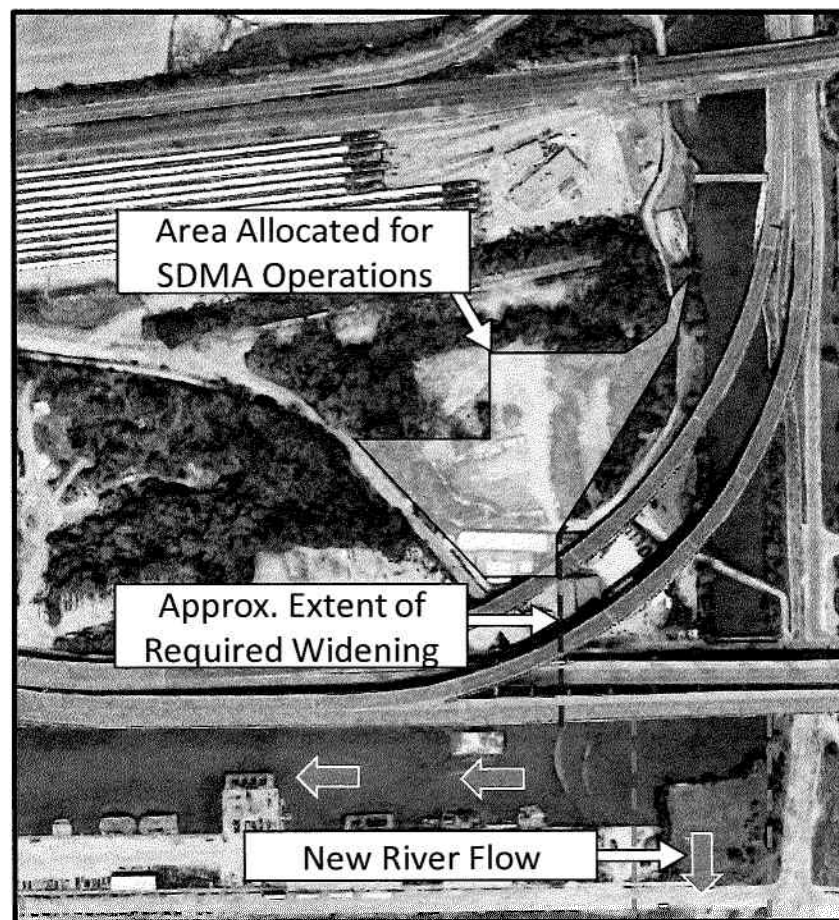 Area Allocated for
SDMA Operations
Approx. Extent of
Required Widening
New River Flow